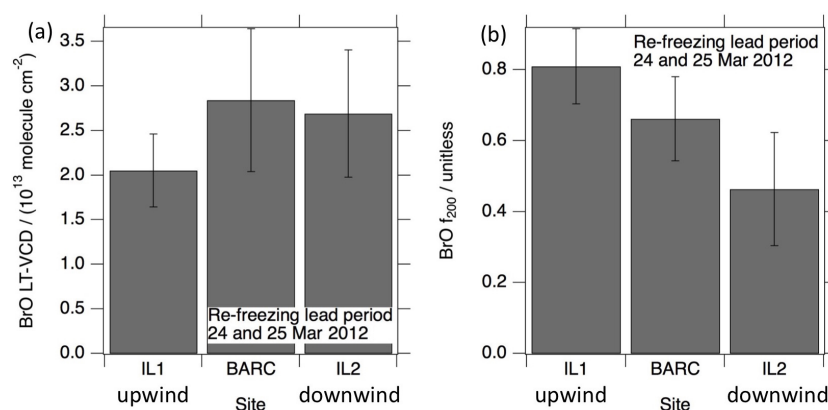 (a)
BrO LT-VCD / (10¹³ molecule cm⁻²)
3.5
3.0
2.5
2.0
1.5
1.0
0.5
0.0
Re-freezing lead period
24 and 25 Mar 2012
IL1 BARC IL2
upwind downwind
Site
(b)
BrO f₂₀₀ / unitless
0.8
0.6
0.4
0.2
0.0
Re-freezing lead period
24 and 25 Mar 2012
IL1 BARC IL2
upwind downwind
Site